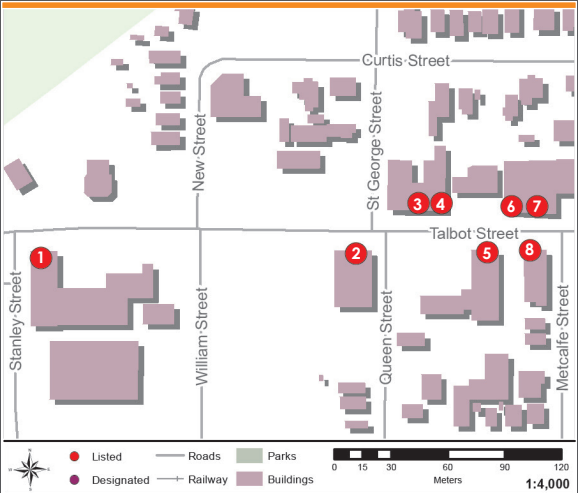 Curtis Street
New Street
St George Street
3 4 6 7
Talbot Street
1 2 5 8
Stanley Street
William Street
Queen Street
Metcalfe Street
N
Listed Roads Parks
Designated Railway Buildings
0 15 30 60 90 120
Meters
1:4,000